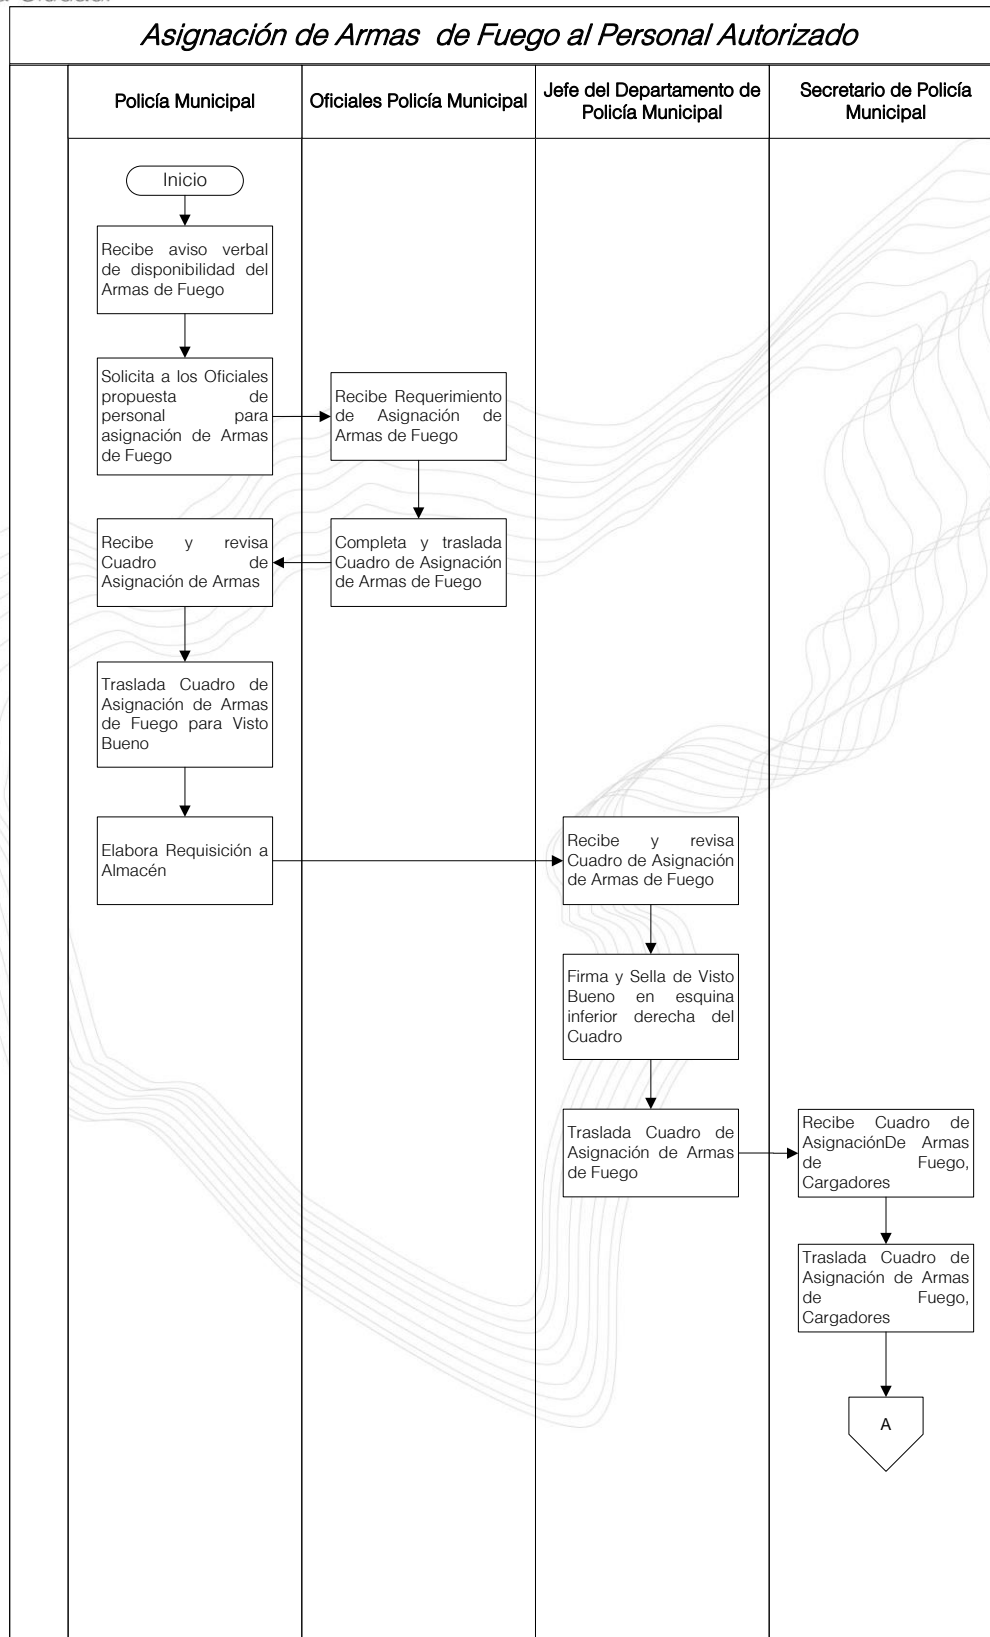 Asignación de Armas de Fuego al Personal Autorizado
Policía Municipal
Oficiales Policía Municipal
Jefe del Departamento de
Policía Municipal
Secretario de Policía
Municipal
Inicio
Recibe aviso verbal
de disponibilidad del
Armas de Fuego
Solicita a los Oficiales
propuesta de
personal para
asignación de Armas
de Fuego
Recibe Requerimiento
de Asignación de
Armas de Fuego
Completa y traslada
Cuadro de Asignación
de Armas de Fuego
Recibe y revisa
Cuadro de
Asignación de Armas
Traslada Cuadro de
Asignación de Armas
de Fuego para Visto
Bueno
Elabora Requisición a
Almacén
Recibe y revisa
Cuadro de Asignación
de Armas de Fuego
Firma y Sella de Visto
Bueno en esquina
inferior derecha del
Cuadro
Traslada Cuadro de
Asignación de Armas
de Fuego
Recibe Cuadro de
AsignaciónDe Armas
de Fuego,
Cargadores
Traslada Cuadro de
Asignación de Armas
de Fuego,
Cargadores
A